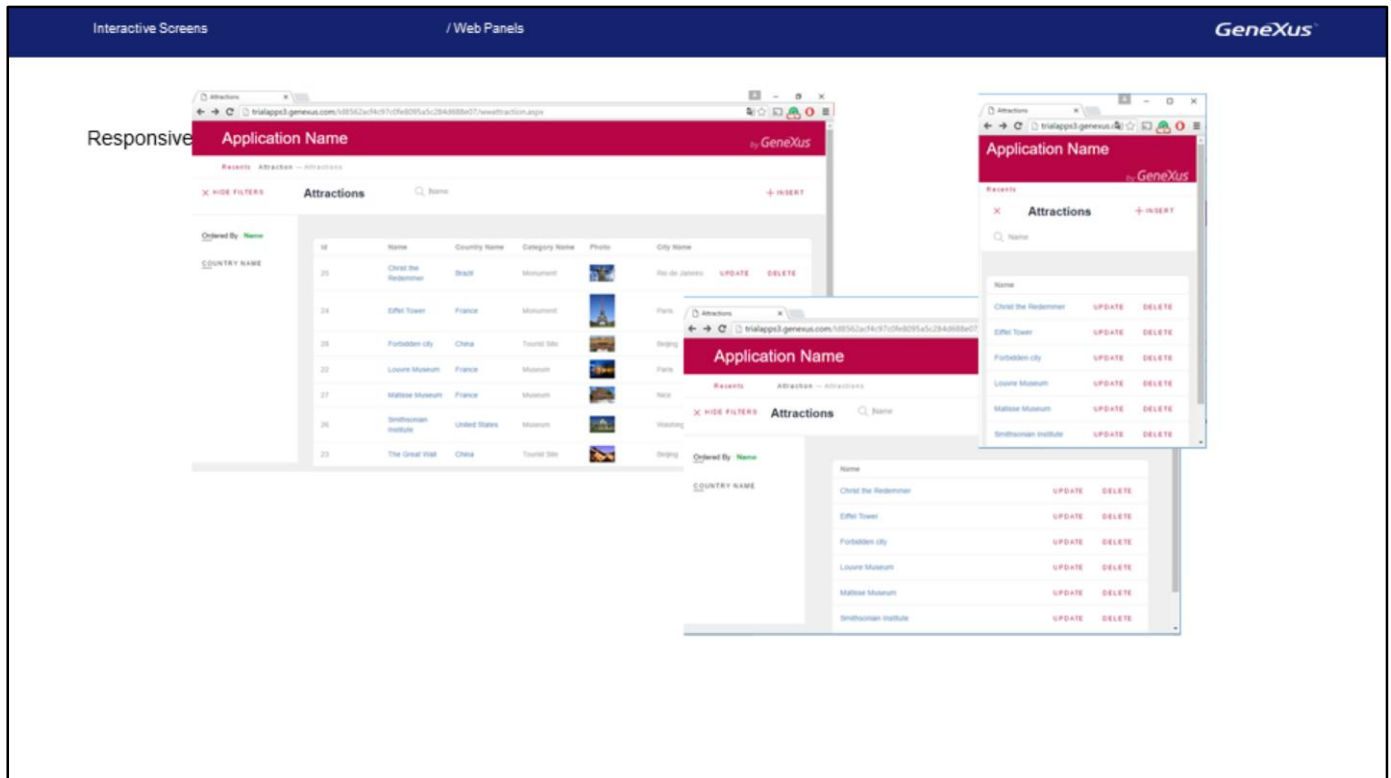 Interactive Screens / Web Panels GeneXus
Responsive
Attractions
trialapps3.genexus.com/
Application Name
by GeneXus
Recents Attraction — Attractions
HIDE FILTERS Attractions Name INSERT
Ordered By Name
COUNTRY NAME
Id Name Country Name Category Name Photo City Name
25 Christ the Redemmer Brazil Monument Rio de Janeiro UPDATE DELETE
24 Eiffel Tower France Monument Paris
28 Forbidden city China Tourist Site Beijing
22 Louvre Museum France Museum Paris
27 Matisse Museum France Museum Nice
26 Smithsonian Institute United States Museum
23 The Great Wall China Tourist Site Beijing
Attractions
trialapps3.genexus.com/
Application Name
Recents Attraction — Attractions
HIDE FILTERS Attractions Name
Ordered By Name
COUNTRY NAME
Name
Christ the Redemmer UPDATE DELETE
Eiffel Tower UPDATE DELETE
Forbidden city UPDATE DELETE
Louvre Museum UPDATE DELETE
Matisse Museum UPDATE DELETE
Smithsonian Institute UPDATE DELETE
Attractions
trialapps3.genexus.
Application Name
by GeneXus
Recents
Attractions INSERT
Name
Name
Christ the Redemmer UPDATE DELETE
Eiffel Tower UPDATE DELETE
Forbidden city UPDATE DELETE
Louvre Museum UPDATE DELETE
Matisse Museum UPDATE DELETE
Smithsonian Institute UPDATE DELETE